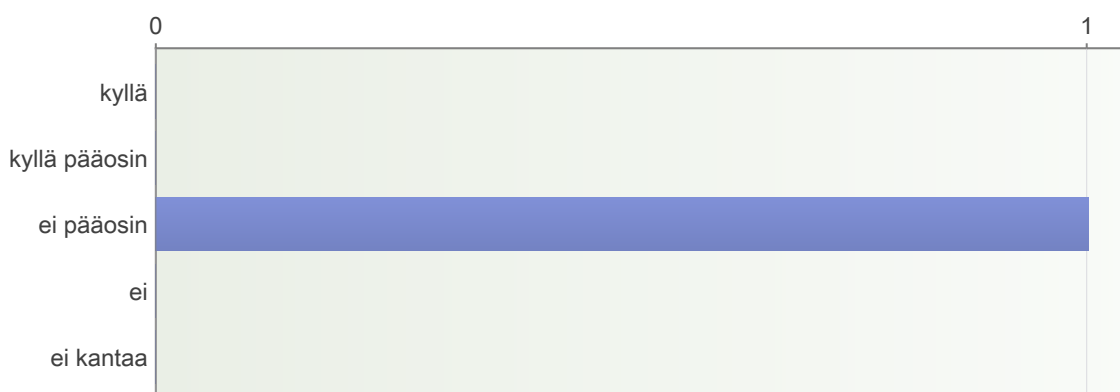 0 1
kyllä
kyllä pääosin
ei pääosin
ei
ei kantaa